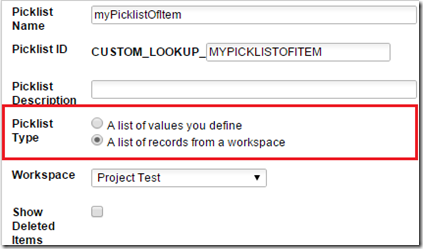 Picklist Name
myPicklistOfItem
Picklist ID
CUSTOM_LOOKUP_ MYPICKLISTOFITEM
Picklist Description
Picklist Type
A list of values you define
A list of records from a workspace
Workspace
Project Test
Show Deleted Items